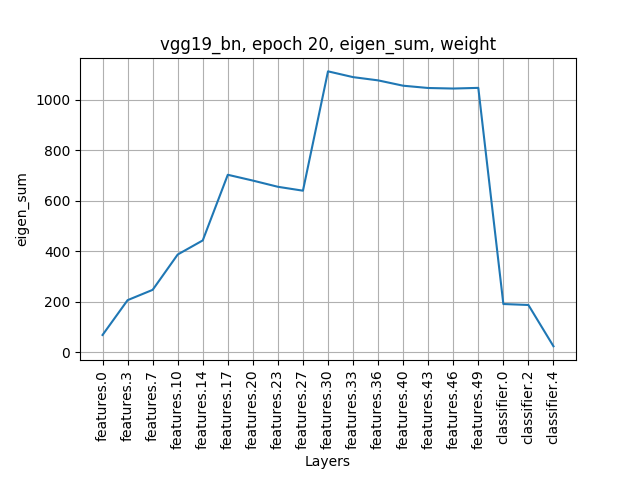 vgg19_bn, epoch 20, eigen_sum, weight
eigen_sum
1000
800
600
400
200
0
features.0
features.3
features.7
features.10
features.14
features.17
features.20
features.23
features.27
features.30
features.33
features.36
features.40
features.43
features.46
features.49
classifier.0
classifier.2
classifier.4
Layers